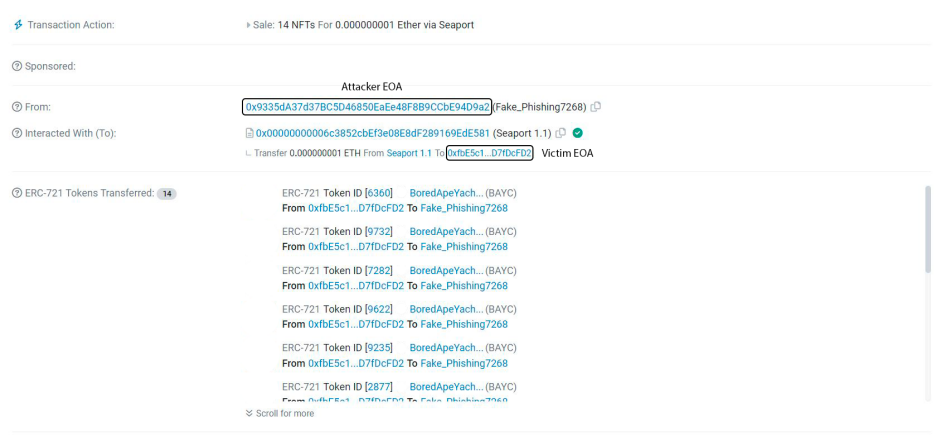 Transaction Action: Sale: 14 NFTs For 0.000000001 Ether via Seaport
Sponsored:
Attacker EOA
From: 0x9335dA37d37BC5D46850EaEe48F8B9CCbE94D9a2 (Fake_Phishing7268)
Interacted With (To): 0x00000000006c3852cbEf3e08E8dF289169EdE581 (Seaport 1.1)
Transfer 0.000000001 ETH From Seaport 1.1 To 0xfbE5c1...D7fDcFD2 Victim EOA
ERC-721 Tokens Transferred: 14 ERC-721 Token ID [6360] BoredApeYach... (BAYC)
From 0xfbE5c1...D7fDcFD2 To Fake_Phishing7268
ERC-721 Token ID [9732] BoredApeYach... (BAYC)
From 0xfbE5c1...D7fDcFD2 To Fake_Phishing7268
ERC-721 Token ID [7282] BoredApeYach... (BAYC)
From 0xfbE5c1...D7fDcFD2 To Fake_Phishing7268
ERC-721 Token ID [9622] BoredApeYach... (BAYC)
From 0xfbE5c1...D7fDcFD2 To Fake_Phishing7268
ERC-721 Token ID [9235] BoredApeYach... (BAYC)
From 0xfbE5c1...D7fDcFD2 To Fake_Phishing7268
ERC-721 Token ID [2877] BoredApeYach... (BAYC)
From 0xfbE5c1...D7fDcFD2 To Fake_Phishing7268
Scroll for more